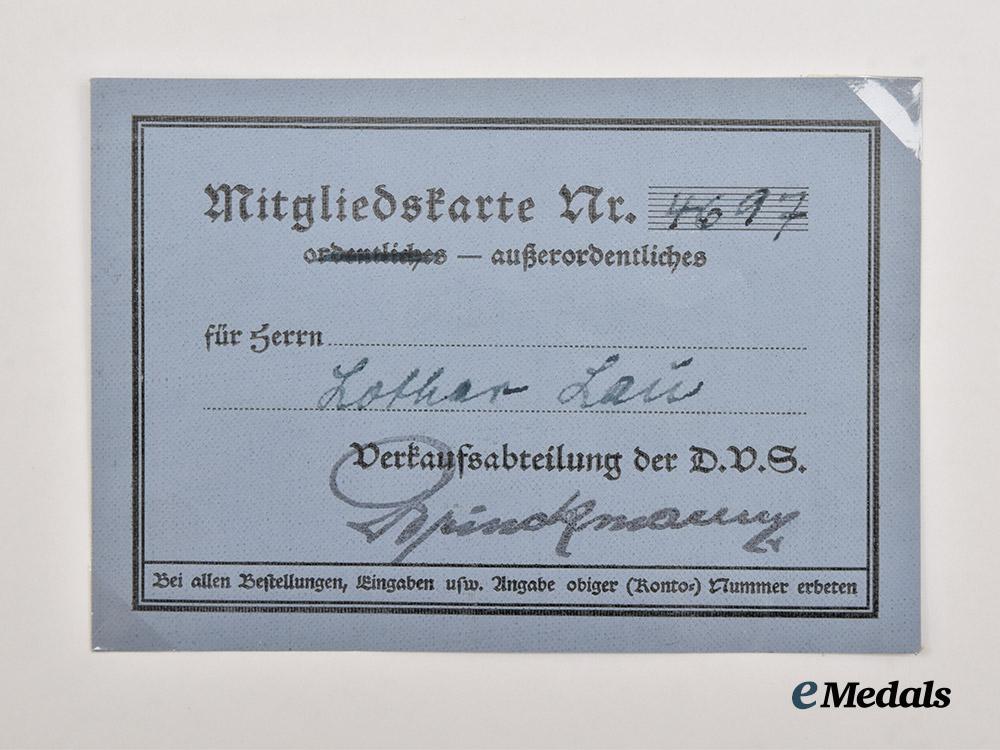 Mitgliedskarte Nr. 4697
ordentliches — außerordentliches
für Herrn
Lothar Lau
Verkaufsabteilung der D.V.S.
Bei allen Bestellungen, Eingaben usw. Angabe obiger (Konto-) Nummer erbeten
eMedals